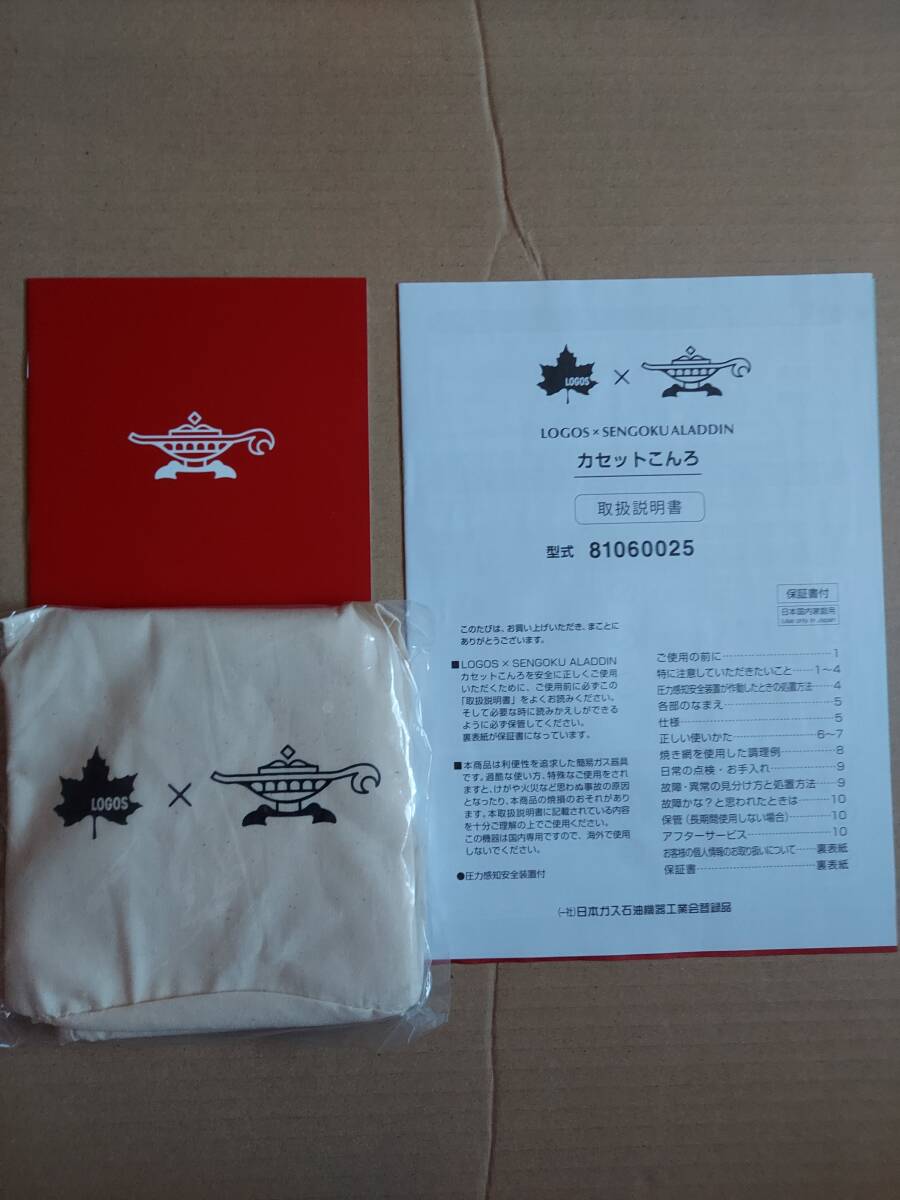 LOGOS
×
LOGOS × SENGOKU ALADDIN
カセットこんろ
取扱説明書
型式 81060025
保証書付
日本国内家庭用
Use only in Japan
このたびは、お買い上げいただき、まことに
ありがとうございます。
■LOGOS × SENGOKU ALADDIN
カセットこんろを安全に正しくご使用
いただくために、ご使用前に必ずこの
「取扱説明書」をよくお読みください。
そして必要な時に読みかえしができる
ように必ず保管してください。
裏表紙が保証書になっています。
■本商品は利便性を追求した簡易ガス器具
です。過酷な使い方、特殊なご使用をされ
ますと、けがや火災など思わぬ事故の原因
となったり、本商品の焼損のおそれがあり
ます。本取扱説明書に記載されている内容
を十分ご理解の上でご使用ください。
この機器は国内専用ですので、海外で使用
しないでください。
●圧力感知安全装置付
ご使用の前に……………1
特に注意していただきたいこと……1~4
圧力感知安全装置が作動したときの処置方法……4
各部のなまえ……………5
仕様……………5
正しい使いかた……………6~7
焼き網を使用した調理例……………8
日常の点検・お手入れ……………9
故障・異常の見分け方と処置方法……9
故障かな?と思われたときは……10
保管(長期間使用しない場合)……10
アフターサービス……………10
お客様の個人情報のお取り扱いについて……裏表紙
保証書……………裏表紙
(一社)日本ガス石油機器工業会登録品
LOGOS
×